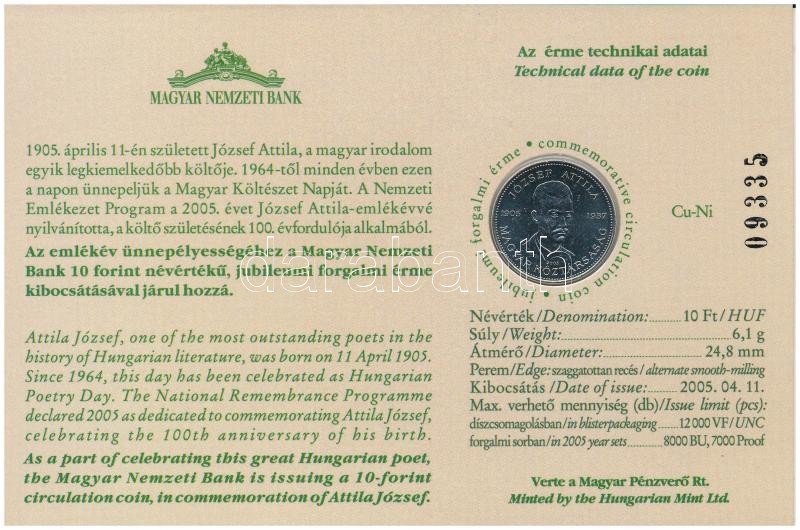 MAGYAR NEMZETI BANK
1905. április 11-én született József Attila, a magyar irodalom
egyik legkiemelkedőbb költője. 1964-től minden évben ezen
a napon ünnepeljük a Magyar Költészet Napját. A Nemzeti
Emlékezet Program a 2005. évet József Attila-emlékévvé
nyilvánította, a költő születésének 100. évfordulója alkalmából.
Az emlékév ünnepélyességéhez a Magyar Nemzeti
Bank 10 forint névértékű, jubileumi forgalmi érme
kibocsátásával járul hozzá.
Attila József, one of the most outstanding poets in the
history of Hungarian literature, was born on 11 April 1905.
Since 1964, this day has been celebrated as Hungarian
Poetry Day. The National Remembrance Programme
declared 2005 as dedicated to commemorating Attila József,
celebrating the 100th anniversary of his birth.
As a part of celebrating this great Hungarian poet,
the Magyar Nemzeti Bank is issuing a 10-forint
circulation coin, in commemoration of Attila József.
Az érme technikai adatai
Technical data of the coin
jubileumi forgalmi érme • commemorative circulation coin •
JÓZSEF ATTILA
1905 1937
2005
MAGYAR KÖZTÁRSASÁG
Cu-Ni
09335
Névérték/Denomination:..........10 Ft/HUF
Súly/Weight:..........6,1 g
Átmérő/Diameter:..........24,8 mm
Perem/Edge: szaggatottan recés/alternate smooth-milling
Kibocsátás/Date of issue:..........2005. 04. 11.
Max. verhető mennyiség (db)/Issue limit (pcs):
díszcsomagolásban/in blisterpackaging..........12 000 VF/UNC
forgalmi sorban/in 2005 year sets..........8000 BU, 7000 Proof
Verte a Magyar Pénzverő Rt.
Minted by the Hungarian Mint Ltd.
darabanth